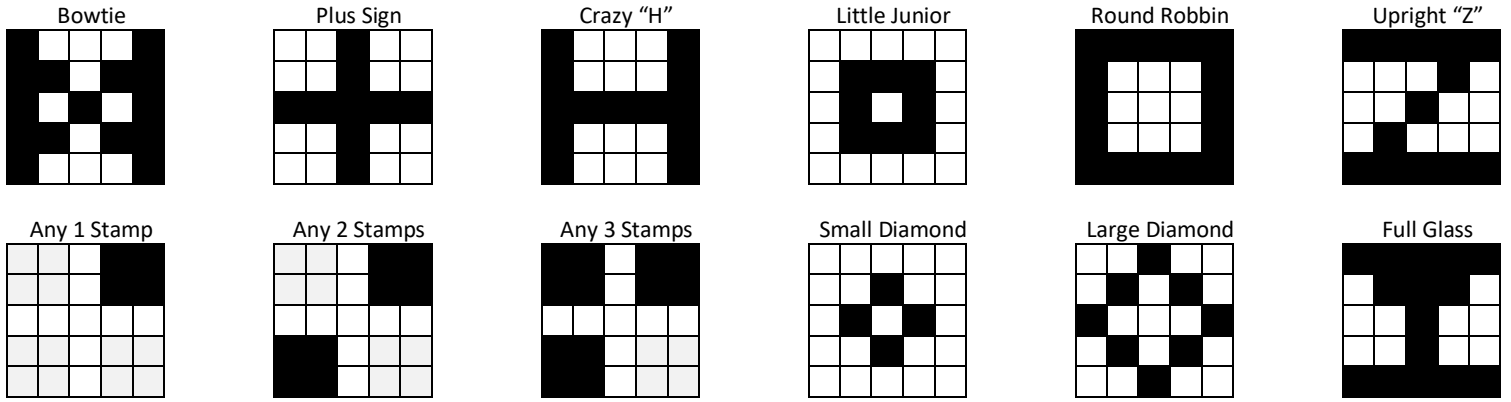 Bowtie
Plus Sign
Crazy “H”
Little Junior
Round Robbin
Upright “Z”
Any 1 Stamp
Any 2 Stamps
Any 3 Stamps
Small Diamond
Large Diamond
Full Glass